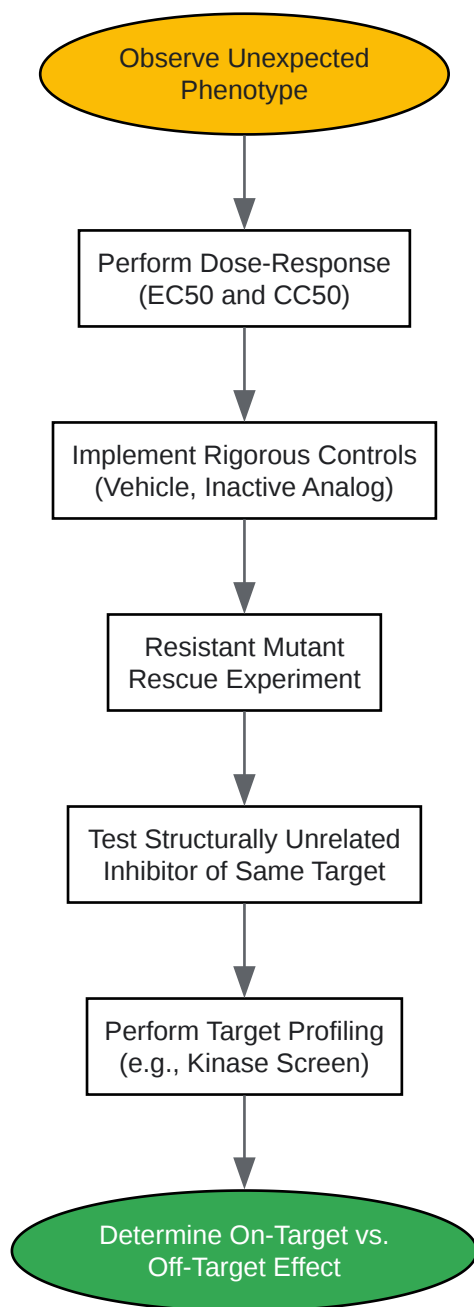 Observe Unexpected
Phenotype
Perform Dose-Response
(EC50 and CC50)
Implement Rigorous Controls
(Vehicle, Inactive Analog)
Resistant Mutant
Rescue Experiment
Test Structurally Unrelated
Inhibitor of Same Target
Perform Target Profiling
(e.g., Kinase Screen)
Determine On-Target vs.
Off-Target Effect